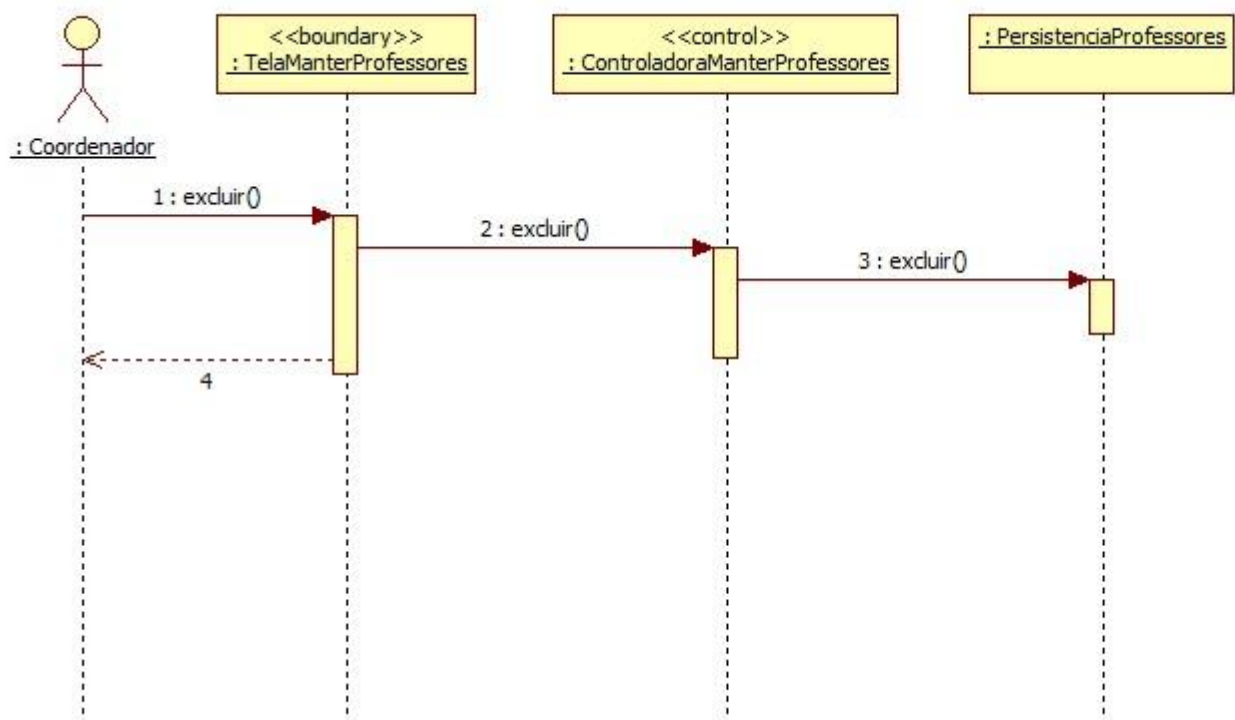 <<boundary>>
: TelaManterProfessores
<<control>>
: ControladoraManterProfessores
: PersistenciaProfessores
: Coordenador
1 : excluir()
2 : excluir()
3 : excluir()
4